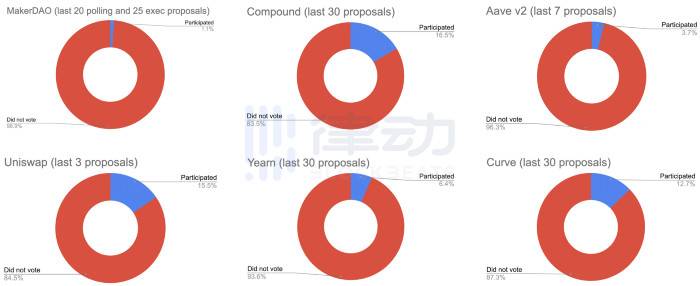 MakerDAO (last 20 polling and 25 exec proposals)
Participated
1.1%
Did not vote
98.9%
Compound (last 30 proposals)
Participated
16.5%
Did not vote
83.5%
Aave v2 (last 7 proposals)
Participated
3.7%
Did not vote
96.3%
律动
Uniswap (last 3 proposals)
Participated
15.5%
Did not vote
84.5%
Yearn (last 30 proposals)
Participated
6.4%
Did not vote
93.6%
Curve (last 30 proposals)
Participated
12.7%
Did not vote
87.3%